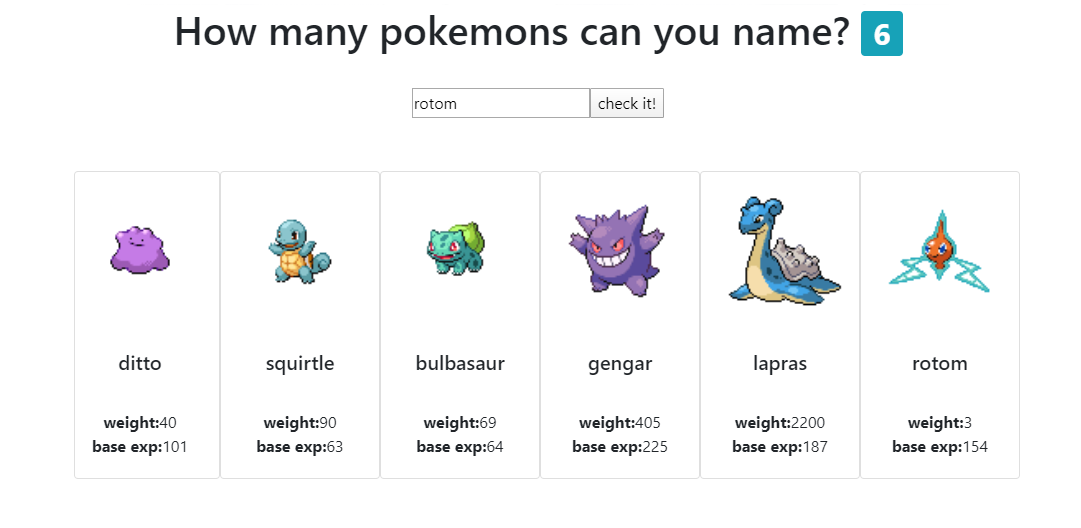 How many pokemons can you name? 6
rotom check it!
ditto squirtle bulbasaur gengar lapras rotom
weight:40 weight:90 weight:69 weight:405 weight:2200 weight:3
base exp:101 base exp:63 base exp:64 base exp:225 base exp:187 base exp:154